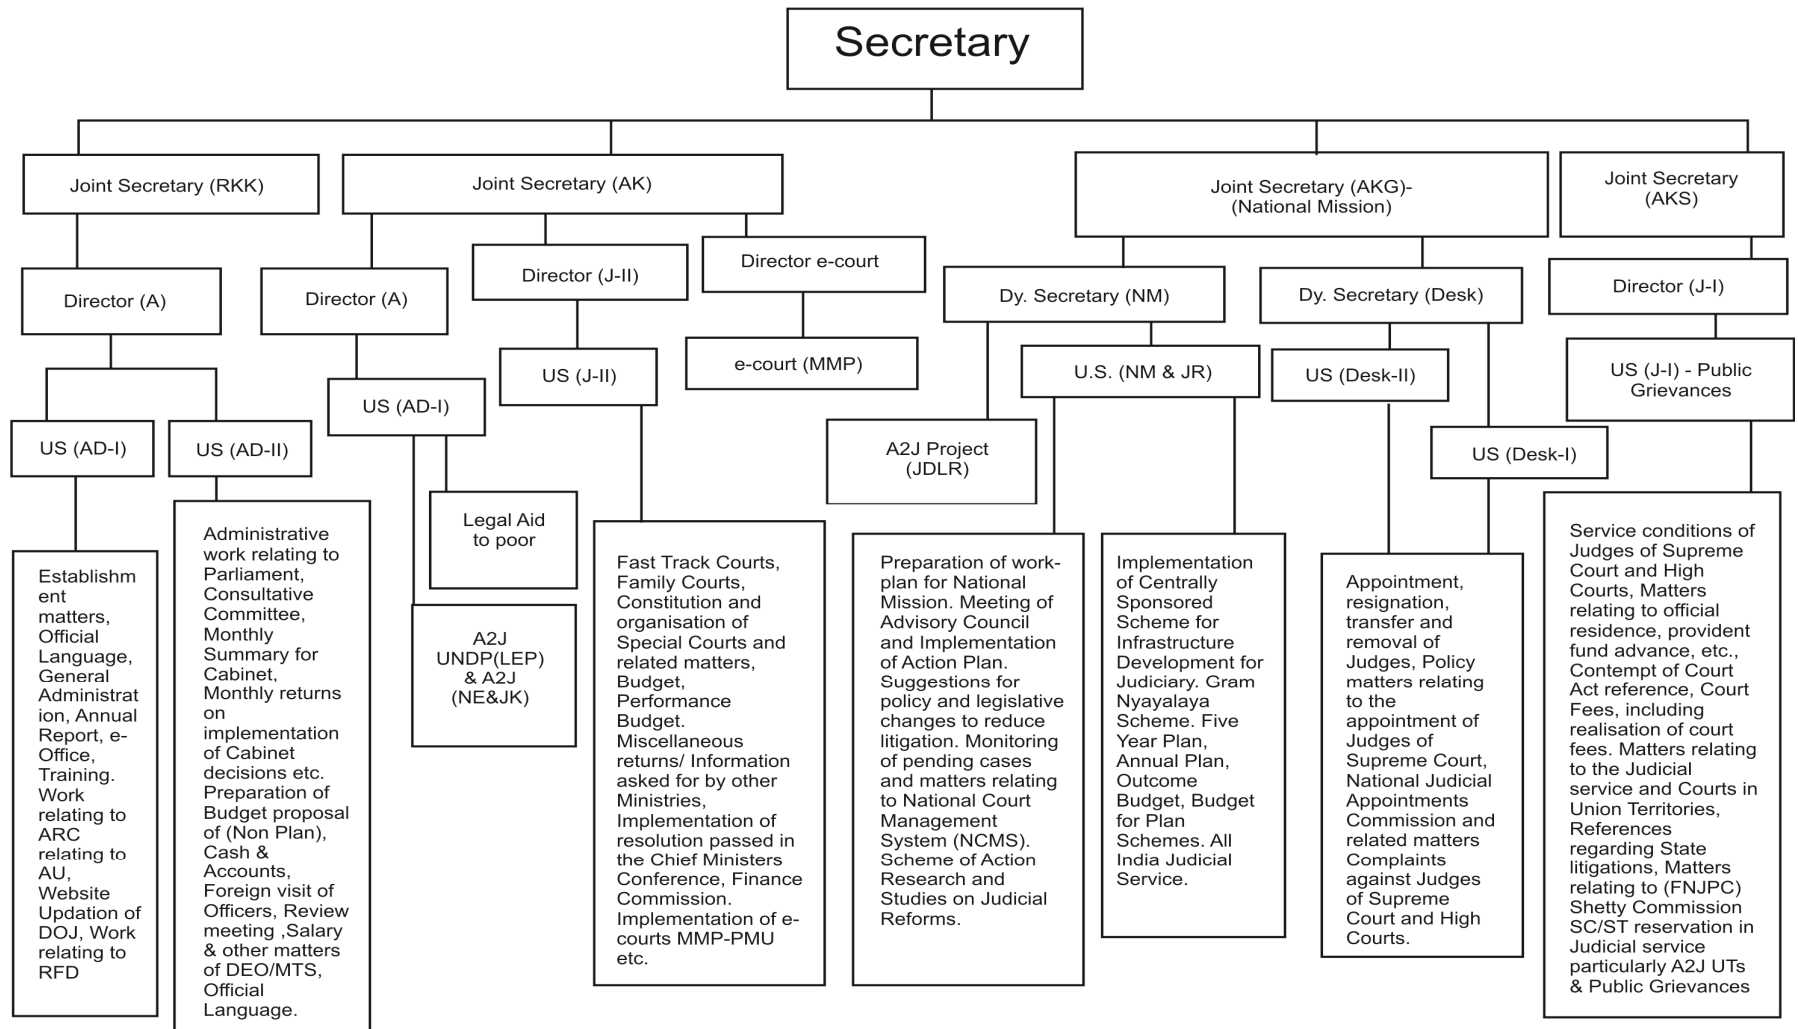 Secretary
Joint Secretary (RKK)
Joint Secretary (AK)
Joint Secretary (AKG)-
(National Mission)
Joint Secretary
(AKS)
Director (A)
Director (A)
Director (J-II)
Director e-court
Dy. Secretary (NM)
Dy. Secretary (Desk)
Director (J-I)
US (AD-I)
US (AD-II)
US (AD-I)
US (J-II)
e-court (MMP)
A2J Project
(JDLR)
U.S. (NM & JR)
US (Desk-II)
US (Desk-I)
US (J-I) - Public
Grievances
Legal Aid
to poor
A2J
UNDP(LEP)
& A2J
(NE&JK)
Establishm
ent
matters,
Official
Language,
General
Administrat
ion, Annual
Report, e-
Office,
Training.
Work
relating to
ARC
relating to
AU,
Website
Updation of
DOJ, Work
relating to
RFD
Administrative
work relating to
Parliament,
Consultative
Committee,
Monthly
Summary for
Cabinet,
Monthly returns
on
implementation
of Cabinet
decisions etc.
Preparation of
Budget proposal
of (Non Plan),
Cash &
Accounts,
Foreign visit of
Officers, Review
meeting ,Salary
& other matters
of DEO/MTS,
Official
Language.
Fast Track Courts,
Family Courts,
Constitution and
organisation of
Special Courts and
related matters,
Budget,
Performance
Budget.
Miscellaneous
returns/ Information
asked for by other
Ministries,
Implementation of
resolution passed in
the Chief Ministers
Conference, Finance
Commission.
Implementation of e-
courts MMP-PMU
etc.
Preparation of work-
plan for National
Mission. Meeting of
Advisory Council
and Implementation
of Action Plan.
Suggestions for
policy and legislative
changes to reduce
litigation. Monitoring
of pending cases
and matters relating
to National Court
Management
System (NCMS).
Scheme of Action
Research and
Studies on Judicial
Reforms.
Implementation
of Centrally
Sponsored
Scheme for
Infrastructure
Development for
Judiciary. Gram
Nyayalaya
Scheme. Five
Year Plan,
Annual Plan,
Outcome
Budget, Budget
for Plan
Schemes. All
India Judicial
Service.
Appointment,
resignation,
transfer and
removal of
Judges, Policy
matters relating
to the
appointment of
Judges of
Supreme Court,
National Judicial
Appointments
Commission and
related matters
Complaints
against Judges
of Supreme
Court and High
Courts.
Service conditions of
Judges of Supreme
Court and High
Courts, Matters
relating to official
residence, provident
fund advance, etc.,
Contempt of Court
Act reference, Court
Fees, including
realisation of court
fees. Matters relating
to the Judicial
service and Courts in
Union Territories,
References
regarding State
litigations, Matters
relating to (FNJPC)
Shetty Commission
SC/ST reservation in
Judicial service
particularly A2J UTs
& Public Grievances